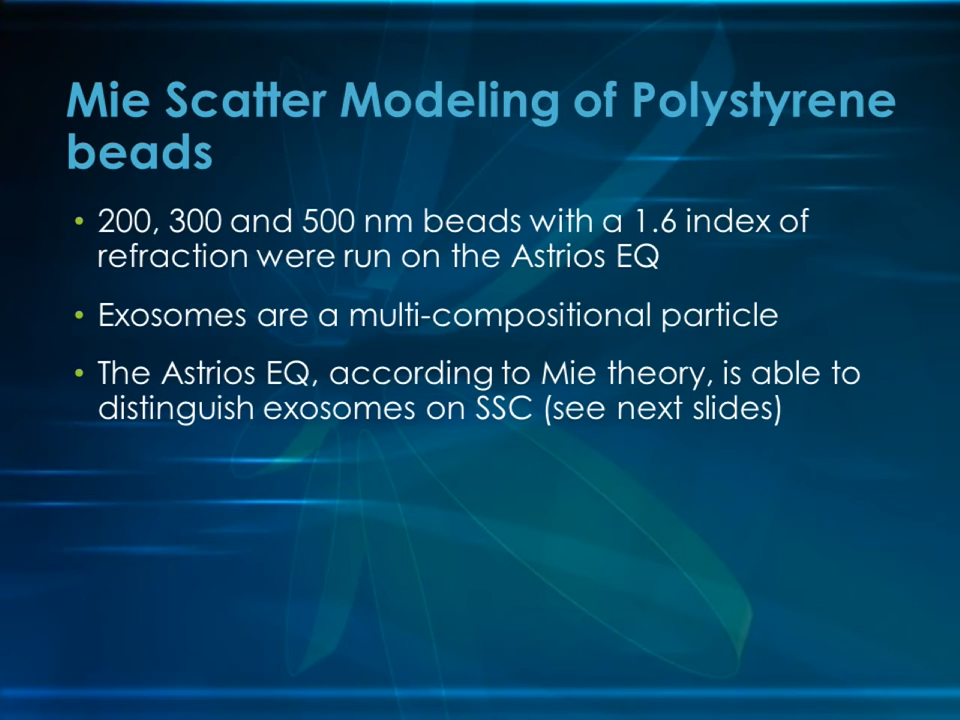 Mie Scatter Modeling of Polystyrene
beads
• 200, 300 and 500 nm beads with a 1.6 index of
refraction were run on the Astrios EQ
• Exosomes are a multi-compositional particle
• The Astrios EQ, according to Mie theory, is able to
distinguish exosomes on SSC (see next slides)